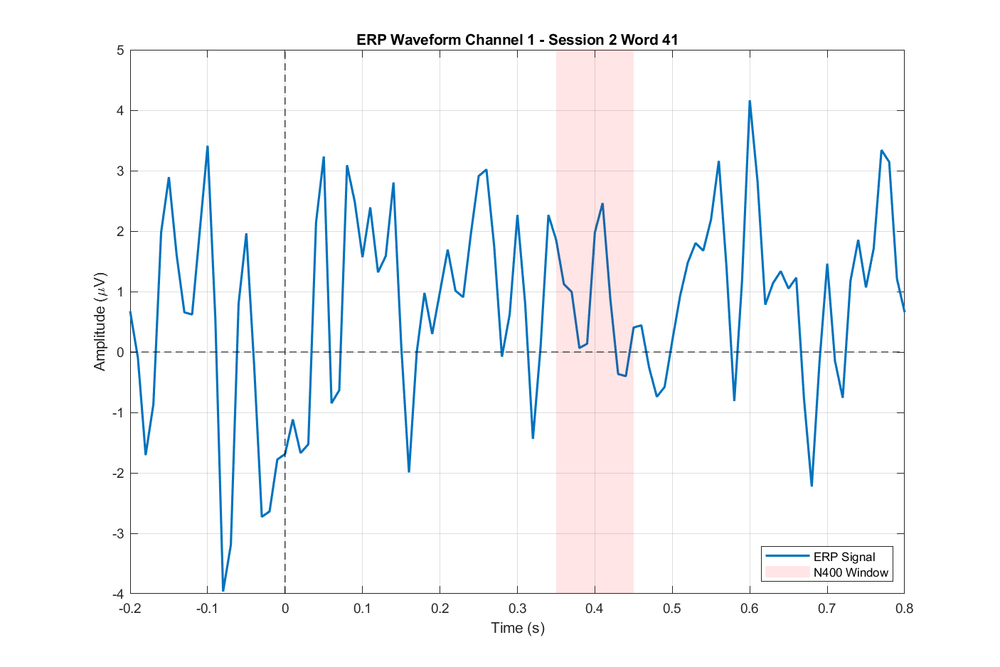 ERP Waveform Channel 1 - Session 2 Word 41
5
4
3
2
1
0
-1
-2
-3
-4
Amplitude (μV)
-0.2 -0.1 0 0.1 0.2 0.3 0.4 0.5 0.6 0.7 0.8
Time (s)
ERP Signal
N400 Window